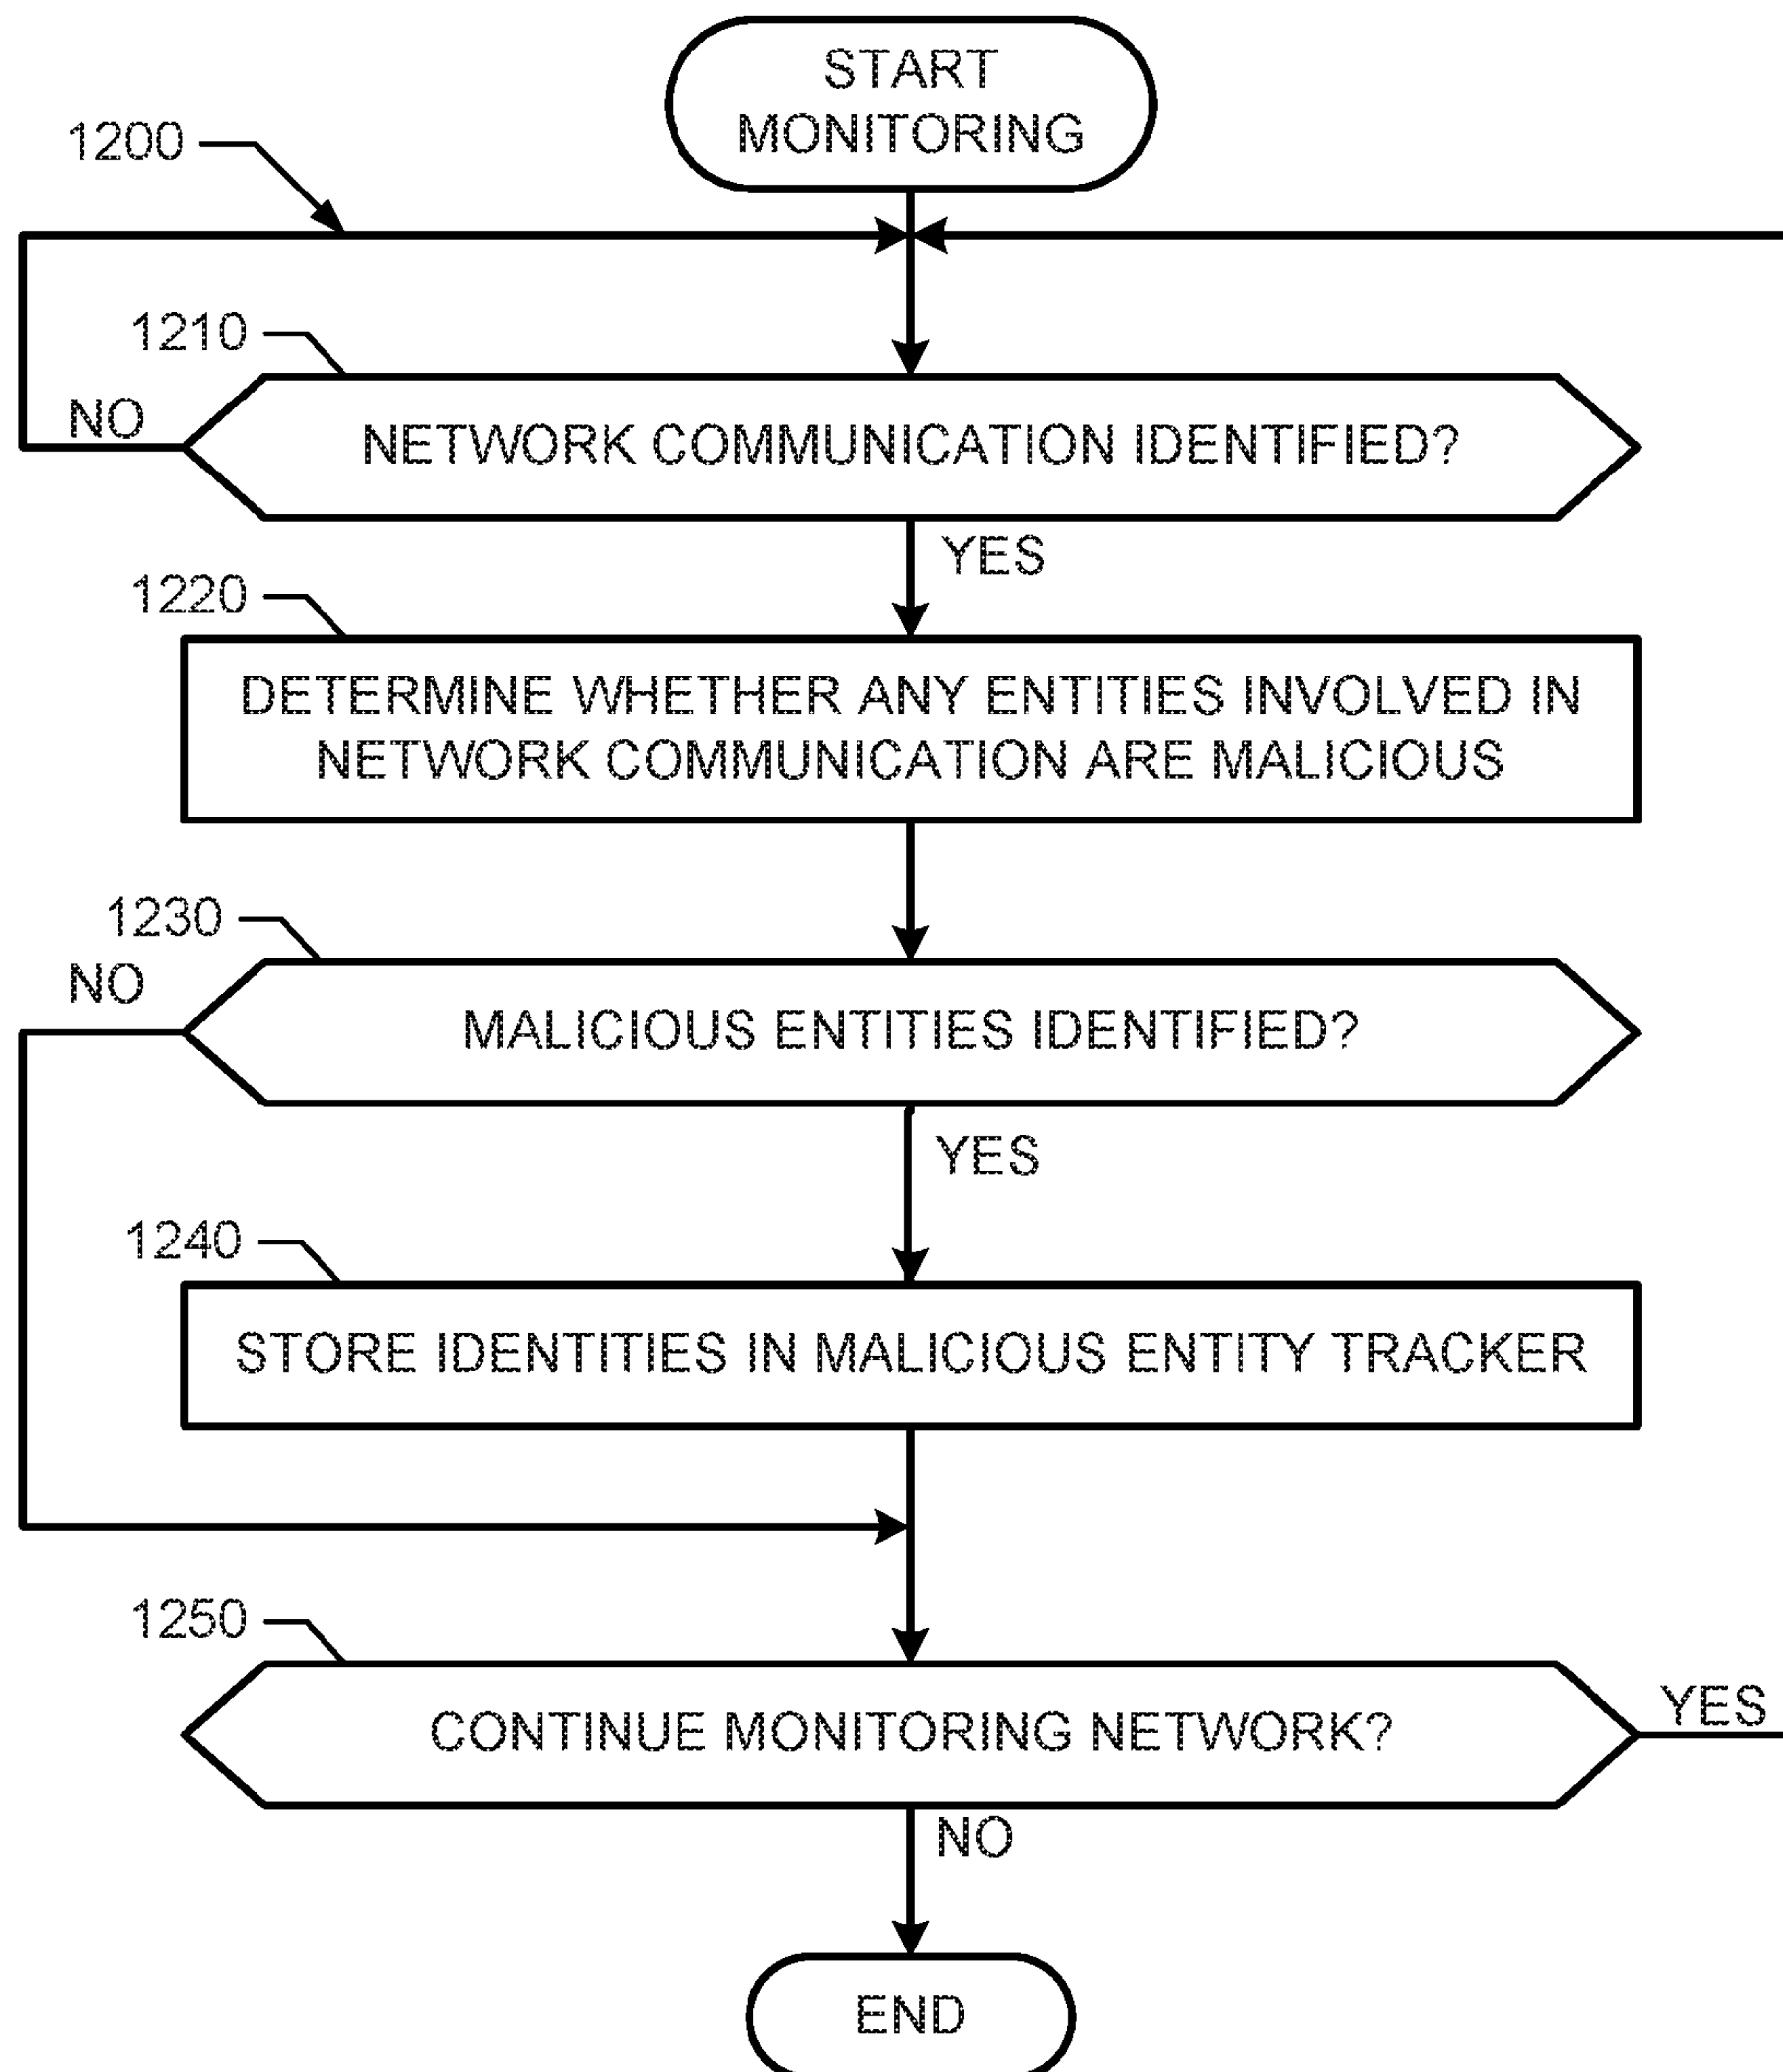 START
MONITORING
1200
1210
NO
NETWORK COMMUNICATION IDENTIFIED?
YES
1220
DETERMINE WHETHER ANY ENTITIES INVOLVED IN
NETWORK COMMUNICATION ARE MALICIOUS
1230
NO
MALICIOUS ENTITIES IDENTIFIED?
YES
1240
STORE IDENTITIES IN MALICIOUS ENTITY TRACKER
1250
CONTINUE MONITORING NETWORK?
YES
NO
END